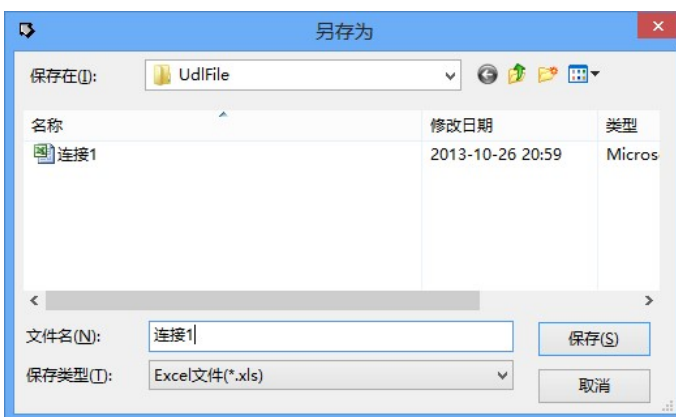 另存为
保存在(I):
UdlFile
名称 修改日期 类型
连接1 2013-10-26 20:59 Micros
文件名(N): 连接1 保存(S)
保存类型(T): Excel文件(*.xls) 取消